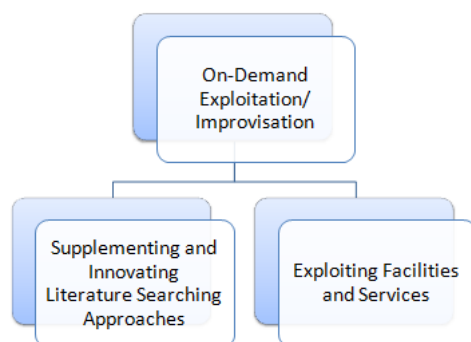 On-Demand
Exploitation/
Improvisation
Supplementing and
Innovating
Literature Searching
Approaches
Exploiting Facilities
and Services